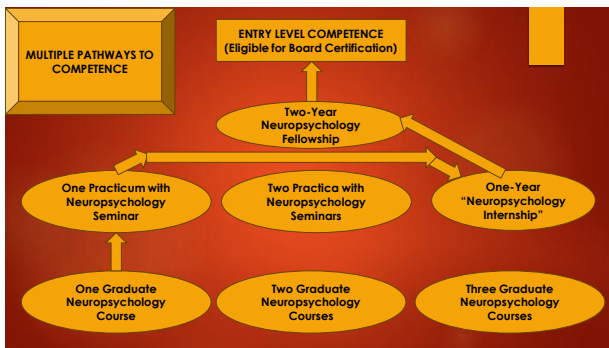 MULTIPLE PATHWAYS TO
COMPETENCE
ENTRY LEVEL COMPETENCE
(Eligible for Board Certification)
Two-Year
Neuropsychology
Fellowship
One Practicum with
Neuropsychology
Seminar
Two Practica with
Neuropsychology
Seminars
One-Year
“Neuropsychology
Internship”
One Graduate
Neuropsychology
Course
Two Graduate
Neuropsychology
Courses
Three Graduate
Neuropsychology
Courses